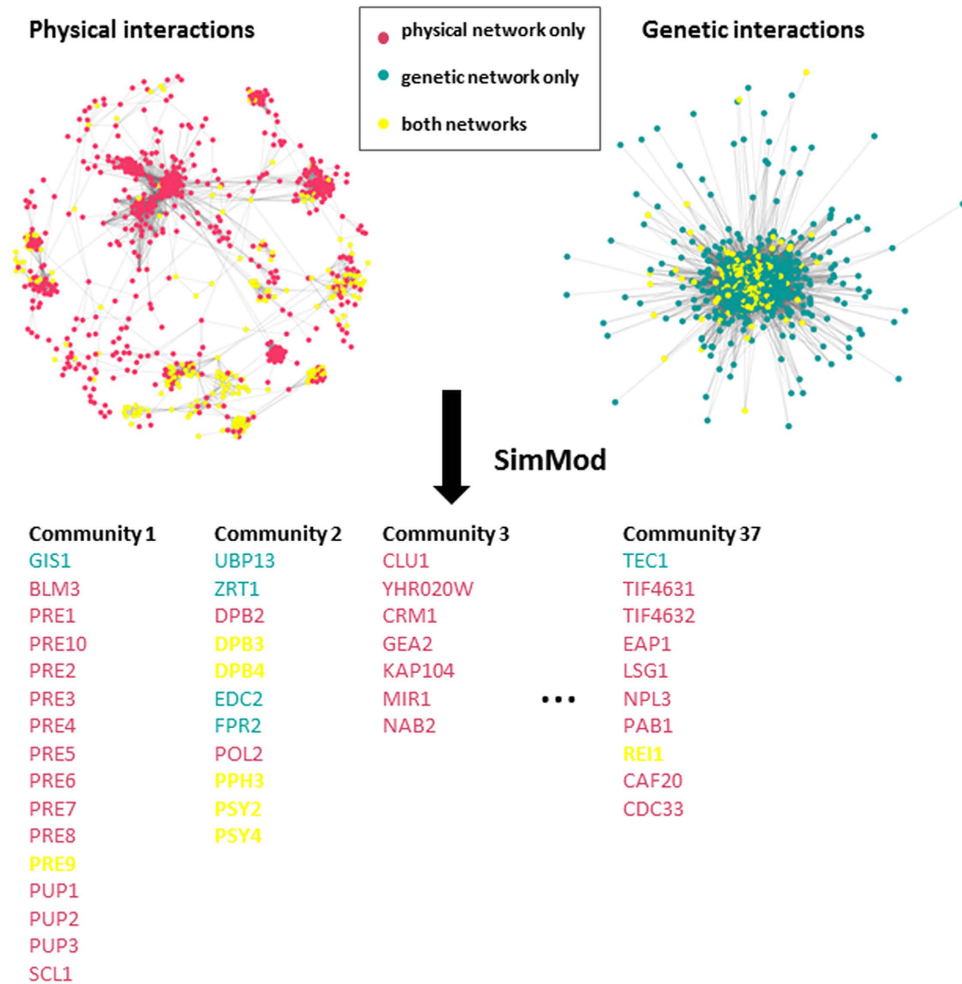 Physical interactions
physical network only
genetic network only
both networks
Genetic interactions
SimMod
Community 1
GIS1
BLM3
PRE1
PRE10
PRE2
PRE3
PRE4
PRE5
PRE6
PRE7
PRE8
PRE9
PUP1
PUP2
PUP3
SCL1
Community 2
UBP13
ZRT1
DPB2
DPB3
DPB4
EDC2
FPR2
POL2
PPH3
PSY2
PSY4
Community 3
CLU1
YHR020W
CRM1
GEA2
KAP104
MIR1
NAB2
...
Community 37
TEC1
TIF4631
TIF4632
EAP1
LSG1
NPL3
PAB1
REI1
CAF20
CDC33